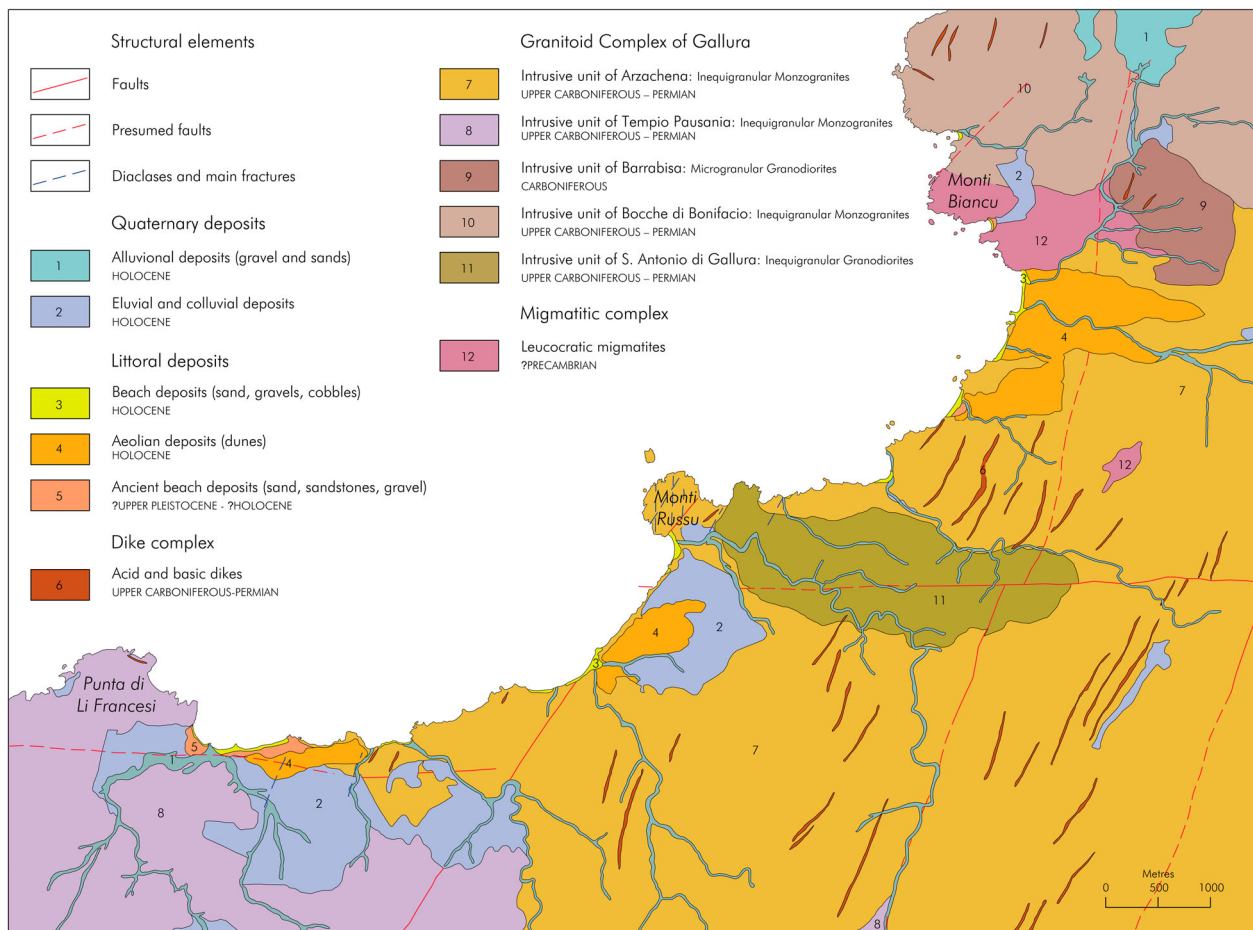 Structural elements
Faults
Presumed faults
Diaclases and main fractures
Quaternary deposits
1
Alluvional deposits (gravel and sands)
HOLOCENE
2
Eluvial and colluvial deposits
HOLOCENE
Littoral deposits
3
Beach deposits (sand, gravels, cobbles)
HOLOCENE
4
Aeolian deposits (dunes)
HOLOCENE
5
Ancient beach deposits (sand, sandstones, gravel)
?UPPER PLEISTOCENE - ?HOLOCENE
Dike complex
6
Acid and basic dikes
UPPER CARBONIFEROUS-PERMIAN
Granitoid Complex of Gallura
7
Intrusive unit of Arzachena: Inequigranular Monzogranites
UPPER CARBONIFEROUS – PERMIAN
8
Intrusive unit of Tempio Pausania: Inequigranular Monzogranites
UPPER CARBONIFEROUS – PERMIAN
9
Intrusive unit of Barrabisa: Microgranular Granodiorites
CARBONIFEROUS
10
Intrusive unit of Bocche di Bonifacio: Inequigranular Monzogranites
UPPER CARBONIFEROUS – PERMIAN
11
Intrusive unit of S. Antonio di Gallura: Inequigranular Granodiorites
UPPER CARBONIFEROUS – PERMIAN
Migmatitic complex
12
Leucocratic migmatites
?PRECAMBRIAN
1
10
2
Monti
Biancu
9
12
3
4
7
12
6
Monti
Russu
11
2
4
3
Punta di
Li Francesi
5
1
4
2
8
7
8
Metres
0 500 1000